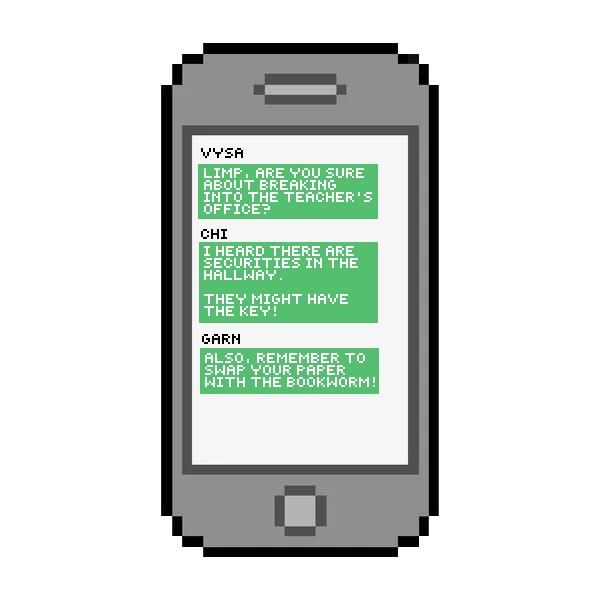 VYSA
LIMP, ARE YOU SURE
ABOUT BREAKING
INTO THE TEACHER'S
OFFICE?
CHI
I HEARD THERE ARE
SECURITIES IN THE
HALLWAY.
THEY MIGHT HAVE
THE KEY!
GARN
ALSO, REMEMBER TO
SWAP YOUR PAPER
WITH THE BOOKWORM!